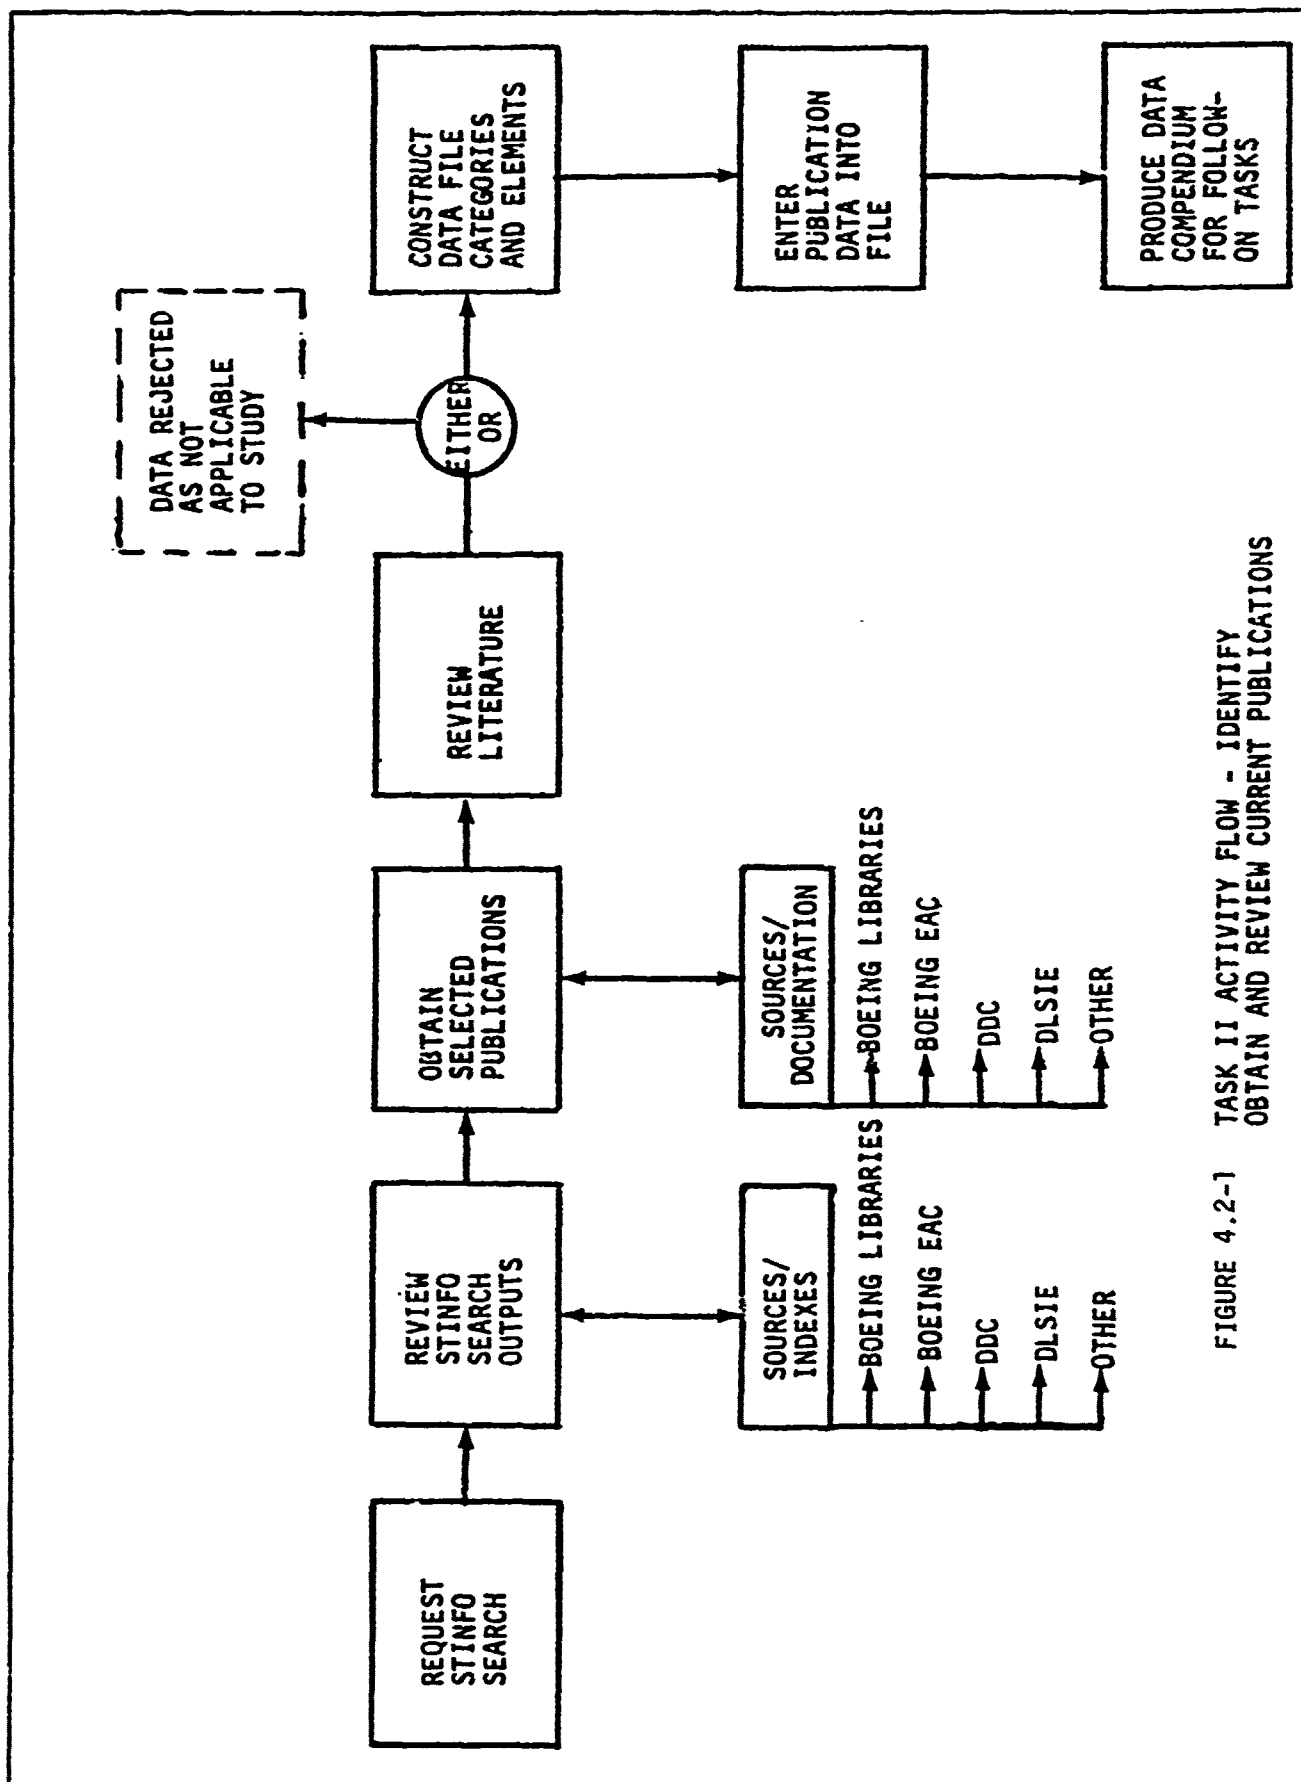 DATA REJECTED
AS NOT
APPLICABLE
TO STUDY
REQUEST
STINFO
SEARCH
REVIEW
STINFO
SEARCH
OUTPUTS
OBTAIN
SELECTED
PUBLICATIONS
REVIEW
LITERATURE
EITHER
OR
CONSTRUCT
DATA FILE
CATEGORIES
AND ELEMENTS
SOURCES/
INDEXES
BOEING LIBRARIES
BOEING EAC
DDC
DLSIE
OTHER
SOURCES/
DOCUMENTATION
BOEING LIBRARIES
BOEING EAC
DDC
DLSIE
OTHER
ENTER
PUBLICATION
DATA INTO
FILE
PRODUCE DATA
COMPENDIUM
FOR FOLLOW-
ON TASKS
FIGURE 4.2-1 TASK II ACTIVITY FLOW - IDENTIFY
OBTAIN AND REVIEW CURRENT PUBLICATIONS